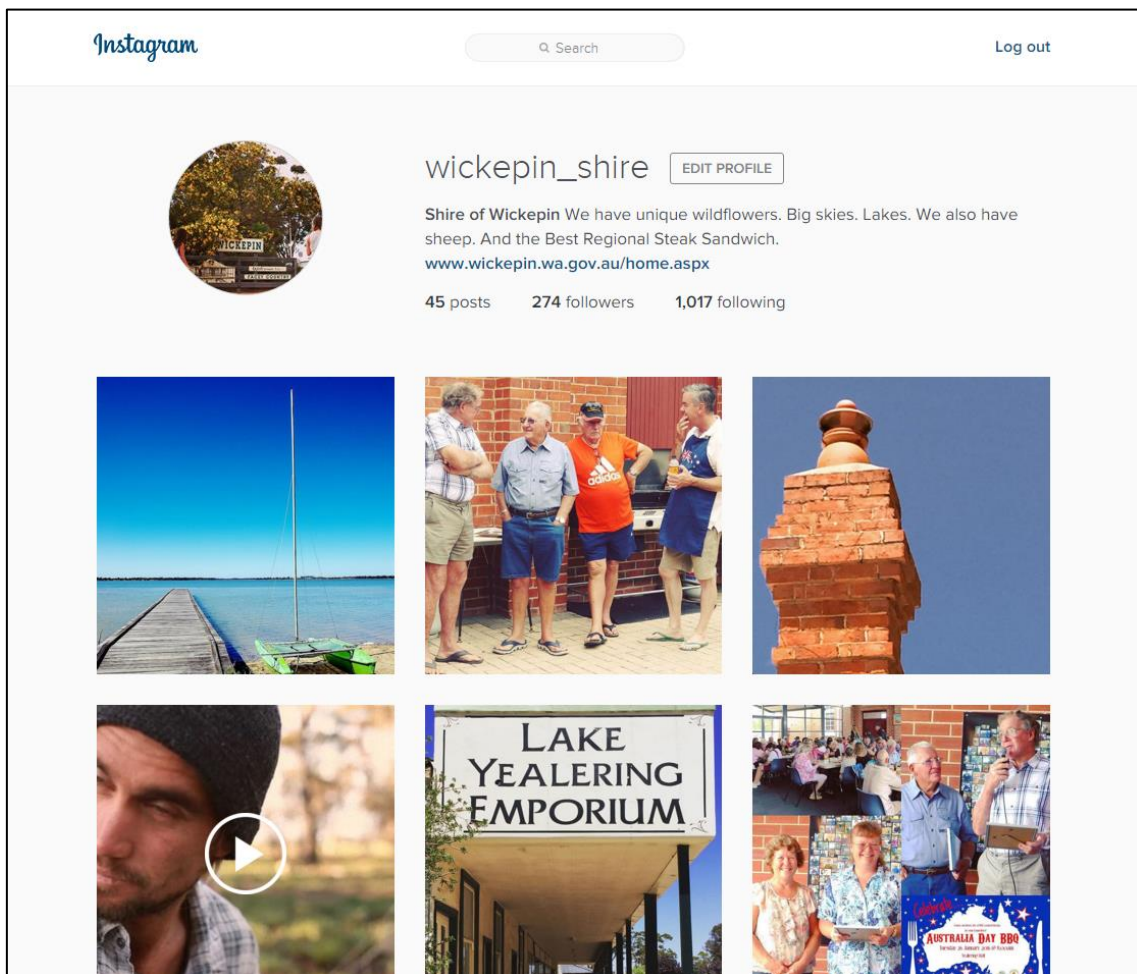 Instagram
Search
Log out
wickepin_shire
EDIT PROFILE
Shire of Wickepin We have unique wildflowers. Big skies. Lakes. We also have
sheep. And the Best Regional Steak Sandwich.
www.wickepin.wa.gov.au/home.aspx
45 posts 274 followers 1,017 following
WICKEPIN
FACEY COUNTRY
adidas
LAKE
YEALERING
EMPORIUM
Celebrate
AUSTRALIA DAY BBQ